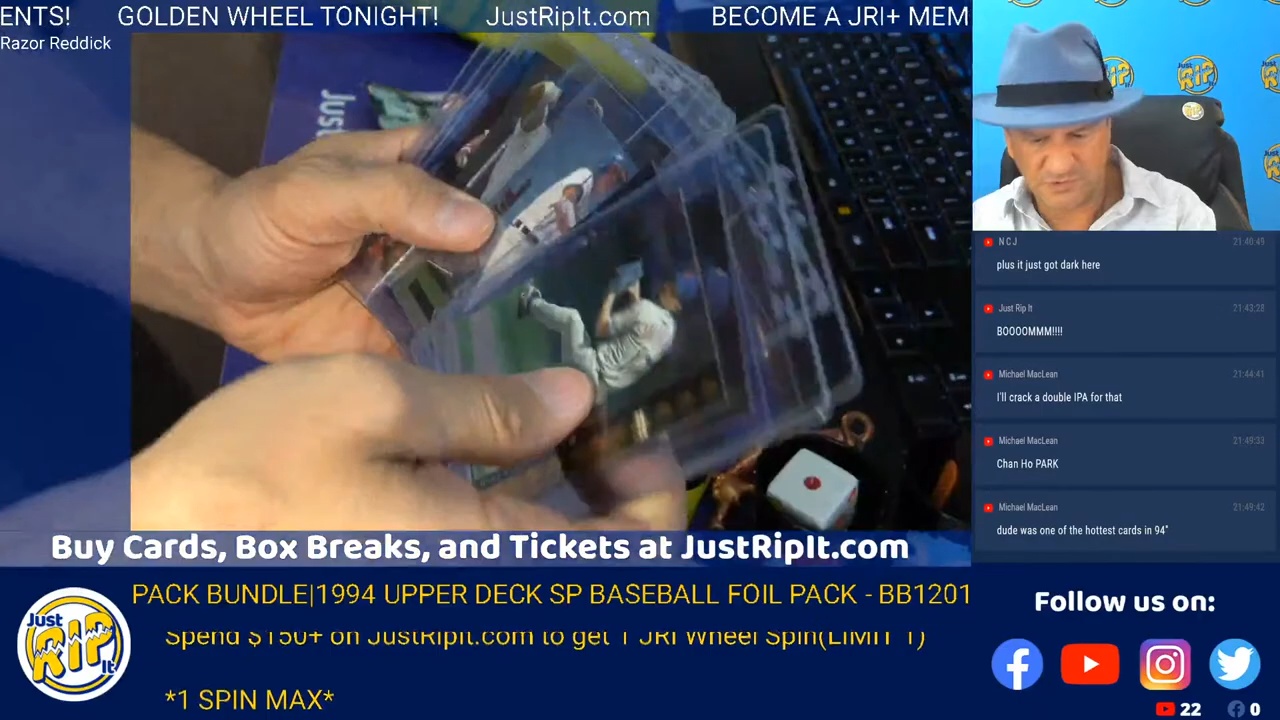 ENTS! GOLDEN WHEEL TONIGHT! JustRipIt.com BECOME A JRI+ MEM
Razor Reddick
Just
Just RIP It
N C J 21:40:49
plus it just got dark here
Just Rip It 21:43:28
BOOOOMMM!!!!
Michael MacLean 21:44:41
I'll crack a double IPA for that
Michael MacLean 21:49:33
Chan Ho PARK
Michael MacLean 21:49:42
dude was one of the hottest cards in 94"
Buy Cards, Box Breaks, and Tickets at JustRipIt.com
PACK BUNDLE|1994 UPPER DECK SP BASEBALL FOIL PACK - BB1201
Spend $150+ on JustRipIt.com to get 1 JRI Wheel Spin(LIMIT 1)
*1 SPIN MAX*
Just RIP It
Follow us on:
22 0